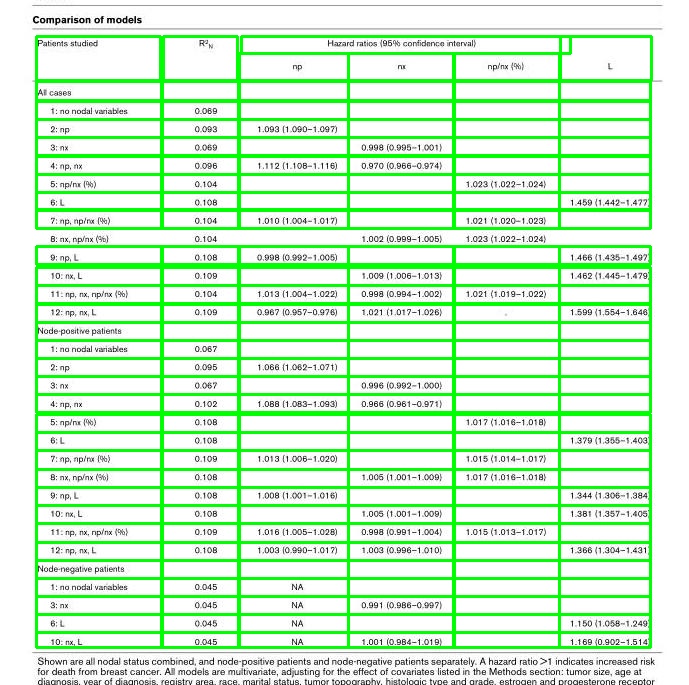 Comparison of models
Patients studied R²N Hazard ratios (95% confidence interval)
np nx np/nx (%) L
All cases
1: no nodal variables 0.069
2: np 0.093 1.093 (1.090–1.097)
3: nx 0.069 0.998 (0.995–1.001)
4: np, nx 0.096 1.112 (1.108–1.116) 0.970 (0.966–0.974)
5: np/nx (%) 0.104 1.023 (1.022–1.024)
6: L 0.108 1.459 (1.442–1.477)
7: np, np/nx (%) 0.104 1.010 (1.004–1.017) 1.021 (1.020–1.023)
8: nx, np/nx (%) 0.104 1.002 (0.999–1.005) 1.023 (1.022–1.024)
9: np, L 0.108 0.998 (0.992–1.005) 1.466 (1.435–1.497)
10: nx, L 0.109 1.009 (1.006–1.013) 1.462 (1.445–1.479)
11: np, nx, np/nx (%) 0.104 1.013 (1.004–1.022) 0.998 (0.994–1.002) 1.021 (1.019–1.022)
12: np, nx, L 0.109 0.967 (0.957–0.976) 1.021 (1.017–1.026) . 1.599 (1.554–1.646)
Node-positive patients
1: no nodal variables 0.067
2: np 0.095 1.066 (1.062–1.071)
3: nx 0.067 0.996 (0.992–1.000)
4: np, nx 0.102 1.088 (1.083–1.093) 0.966 (0.961–0.971)
5: np/nx (%) 0.108 1.017 (1.016–1.018)
6: L 0.108 1.379 (1.355–1.403)
7: np, np/nx (%) 0.109 1.013 (1.006–1.020) 1.015 (1.014–1.017)
8: nx, np/nx (%) 0.108 1.005 (1.001–1.009) 1.017 (1.016–1.018)
9: np, L 0.108 1.008 (1.001–1.016) 1.344 (1.306–1.384)
10: nx, L 0.108 1.005 (1.001–1.009) 1.381 (1.357–1.405)
11: np, nx, np/nx (%) 0.109 1.016 (1.005–1.028) 0.998 (0.991–1.004) 1.015 (1.013–1.017)
12: np, nx, L 0.108 1.003 (0.990–1.017) 1.003 (0.996–1.010) 1.366 (1.304–1.431)
Node-negative patients
1: no nodal variables 0.045 NA
3: nx 0.045 NA 0.991 (0.986–0.997)
6: L 0.045 NA 1.150 (1.058–1.249)
10: nx, L 0.045 NA 1.001 (0.984–1.019) 1.169 (0.902–1.514)
Shown are all nodal status combined, and node-positive patients and node-negative patients separately. A hazard ratio >1 indicates increased risk
for death from breast cancer. All models are multivariate, adjusting for the effect of covariates listed in the Methods section: tumor size, age at
diagnosis, year of diagnosis, registry area, race, marital status, tumor topography, histologic type and grade, estrogen and progesterone receptor